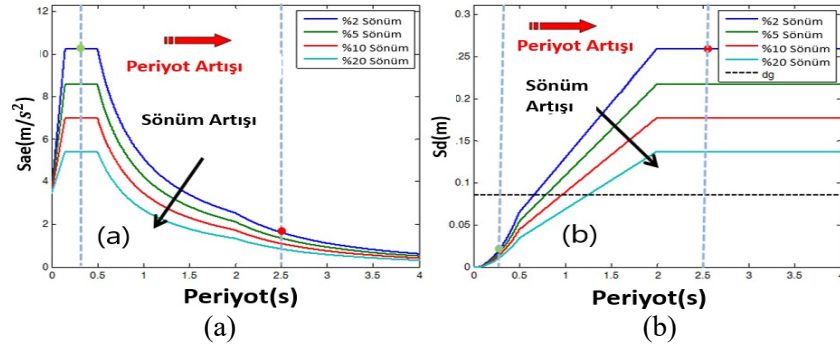 12
10
8
6
4
2
0
Sae(m/s²)
%2 Sönüm
%5 Sönüm
%10 Sönüm
%20 Sönüm
Periyot Artışı
Sönüm Artışı
(a)
0 0.5 1 1.5 2 2.5 3 3.5 4
Periyot(s)
(a)
0.3
0.25
0.2
0.15
0.1
0.05
0
Sd(m)
%2 Sönüm
%5 Sönüm
%10 Sönüm
%20 Sönüm
dg
Periyot Artışı
Sönüm
Artışı
(b)
0 0.5 1 1.5 2 2.5 3 3.5 4
Periyot(s)
(b)